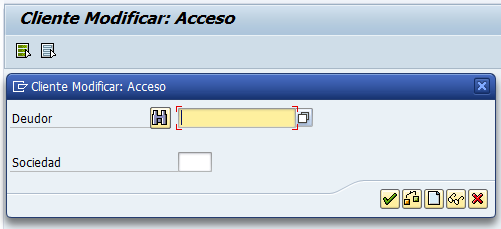 Cliente Modificar: Acceso
Cliente Modificar: Acceso
Deudor
Sociedad